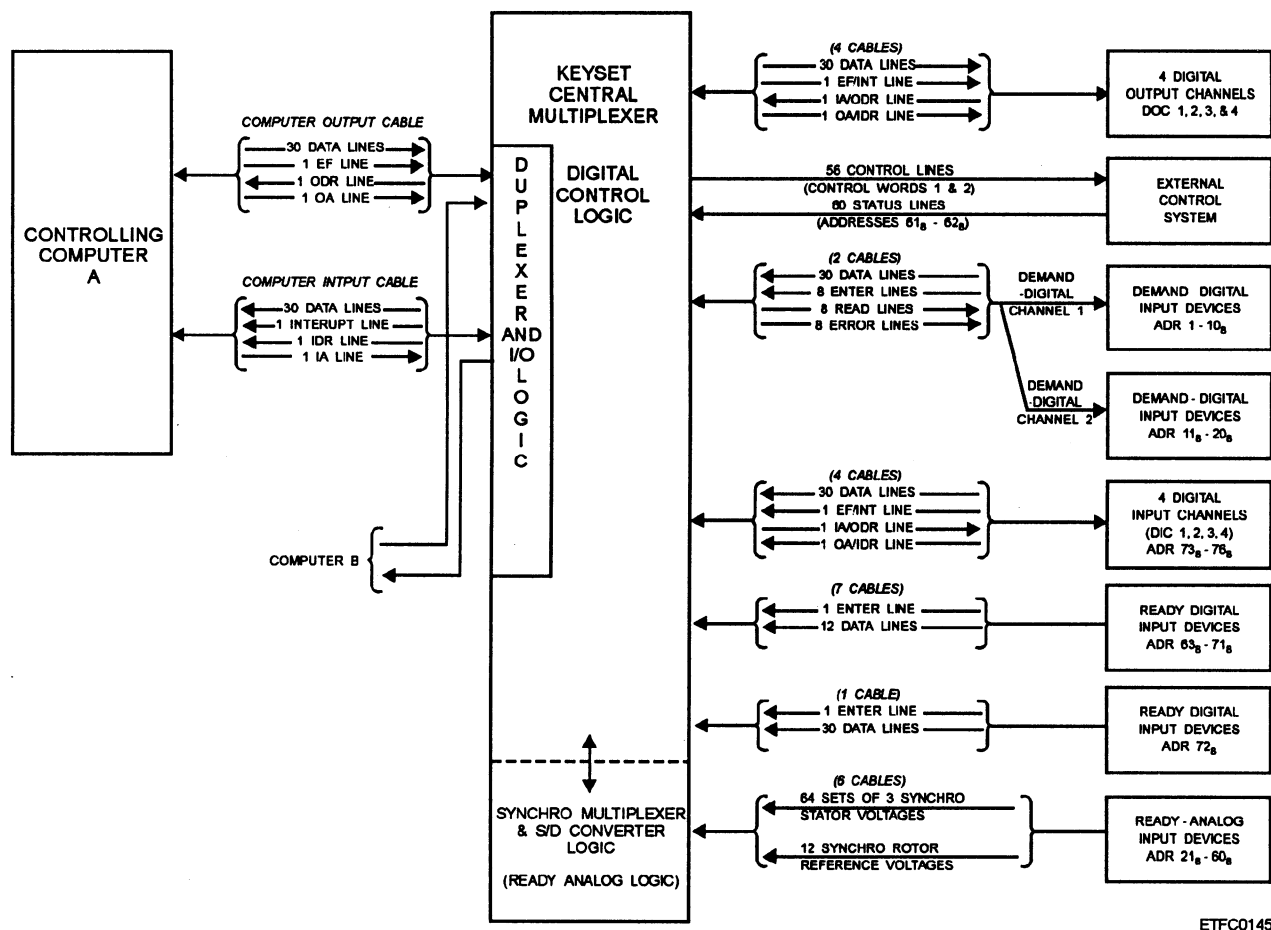 KEYSET
CENTRAL
MULTIPLEXER
DIGITAL
CONTROL
LOGIC
DUPLEXER
AND
I/O
LOGIC
CONTROLLING
COMPUTER
A
COMPUTER OUTPUT CABLE
30 DATA LINES
1 EF LINE
1 ODR LINE
1 OA LINE
COMPUTER INTPUT CABLE
30 DATA LINES
1 INTERUPT LINE
1 IDR LINE
1 IA LINE
COMPUTER B
(4 CABLES)
30 DATA LINES
1 EF/INT LINE
1 IA/ODR LINE
1 OA/IDR LINE
4 DIGITAL
OUTPUT CHANNELS
DOC 1, 2, 3, & 4
56 CONTROL LINES
(CONTROL WORDS 1 & 2)
60 STATUS LINES
(ADDRESSES 61₈ - 62₈)
EXTERNAL
CONTROL
SYSTEM
(2 CABLES)
30 DATA LINES
8 ENTER LINES
8 READ LINES
8 ERROR LINES
DEMAND
-DIGITAL
CHANNEL 1
DEMAND DIGITAL
INPUT DEVICES
ADR 1 - 10₈
DEMAND
-DIGITAL
CHANNEL 2
DEMAND - DIGITAL
INPUT DEVICES
ADR 11₈ - 20₈
(4 CABLES)
30 DATA LINES
1 EF/INT LINE
1 IA/ODR LINE
1 OA/IDR LINE
4 DIGITAL
INPUT CHANNELS
(DIC 1, 2, 3, 4)
ADR 73₈ - 76₈
(7 CABLES)
1 ENTER LINE
12 DATA LINES
READY DIGITAL
INPUT DEVICES
ADR 63₈ - 71₈
(1 CABLE)
1 ENTER LINE
30 DATA LINES
READY DIGITAL
INPUT DEVICES
ADR 72₈
(6 CABLES)
64 SETS OF 3 SYNCHRO
STATOR VOLTAGES
12 SYNCHRO ROTOR
REFERENCE VOLTAGES
READY - ANALOG
INPUT DEVICES
ADR 21₈ - 60₈
SYNCHRO MULTIPLEXER
& S/D CONVERTER
LOGIC
(READY ANALOG LOGIC)
ETFC0145